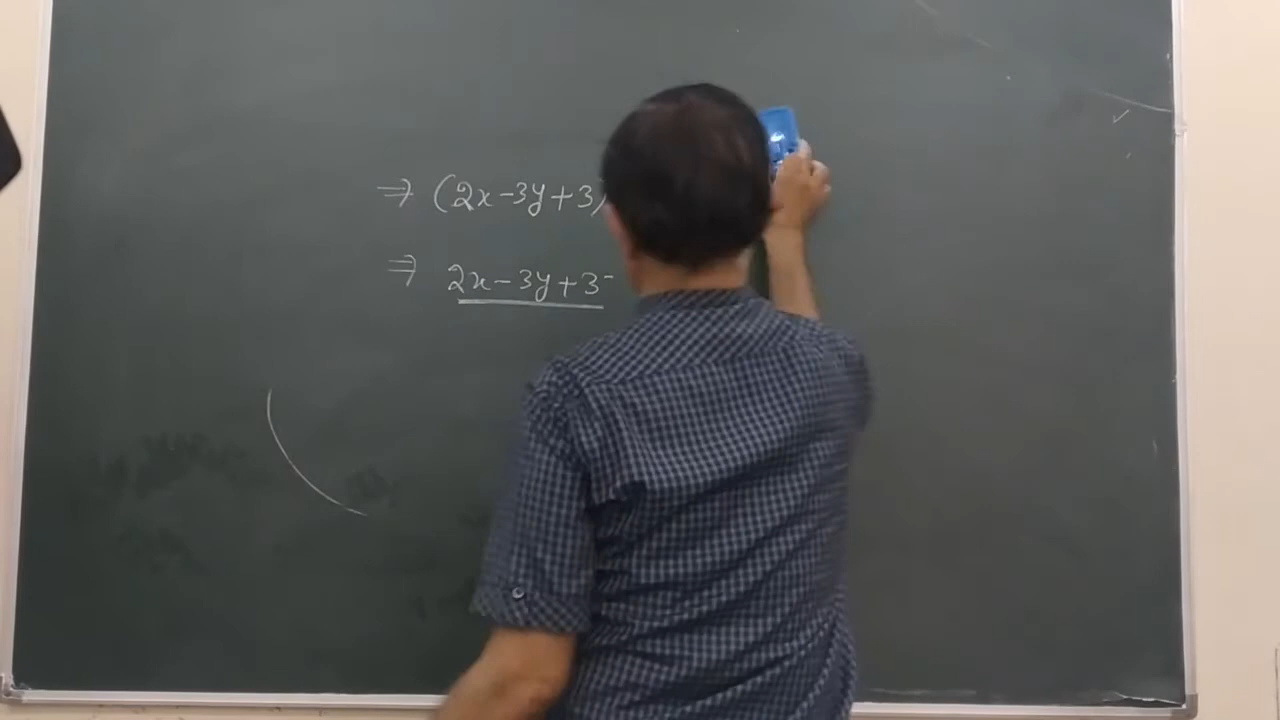 ⇒ (2x-3y+3)
⇒ 2x-3y+3-